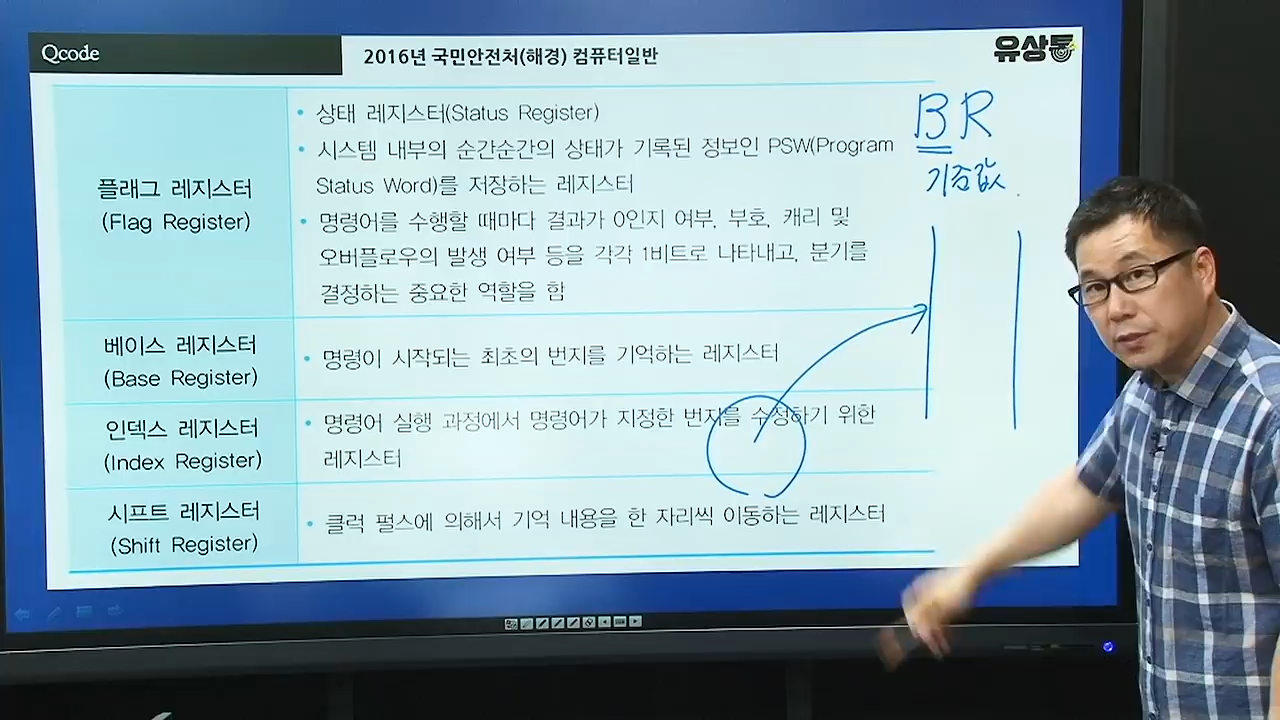 Qcode
2016년 국민안전처(해경) 컴퓨터일반
유상통
플래그 레지스터
(Flag Register)
• 상태 레지스터(Status Register)
• 시스템 내부의 순간순간의 상태가 기록된 정보인 PSW(Program
Status Word)를 저장하는 레지스터
• 명령어를 수행할 때마다 결과가 0인지 여부, 부호, 캐리 및
오버플로우의 발생 여부 등을 각각 1비트로 나타내고, 분기를
결정하는 중요한 역할을 함
베이스 레지스터
(Base Register)
• 명령이 시작되는 최초의 번지를 기억하는 레지스터
인덱스 레지스터
(Index Register)
• 명령어 실행 과정에서 명령어가 지정한 번지를 수정하기 위한
레지스터
시프트 레지스터
(Shift Register)
• 클럭 펄스에 의해서 기억 내용을 한 자리씩 이동하는 레지스터
BR
기준값